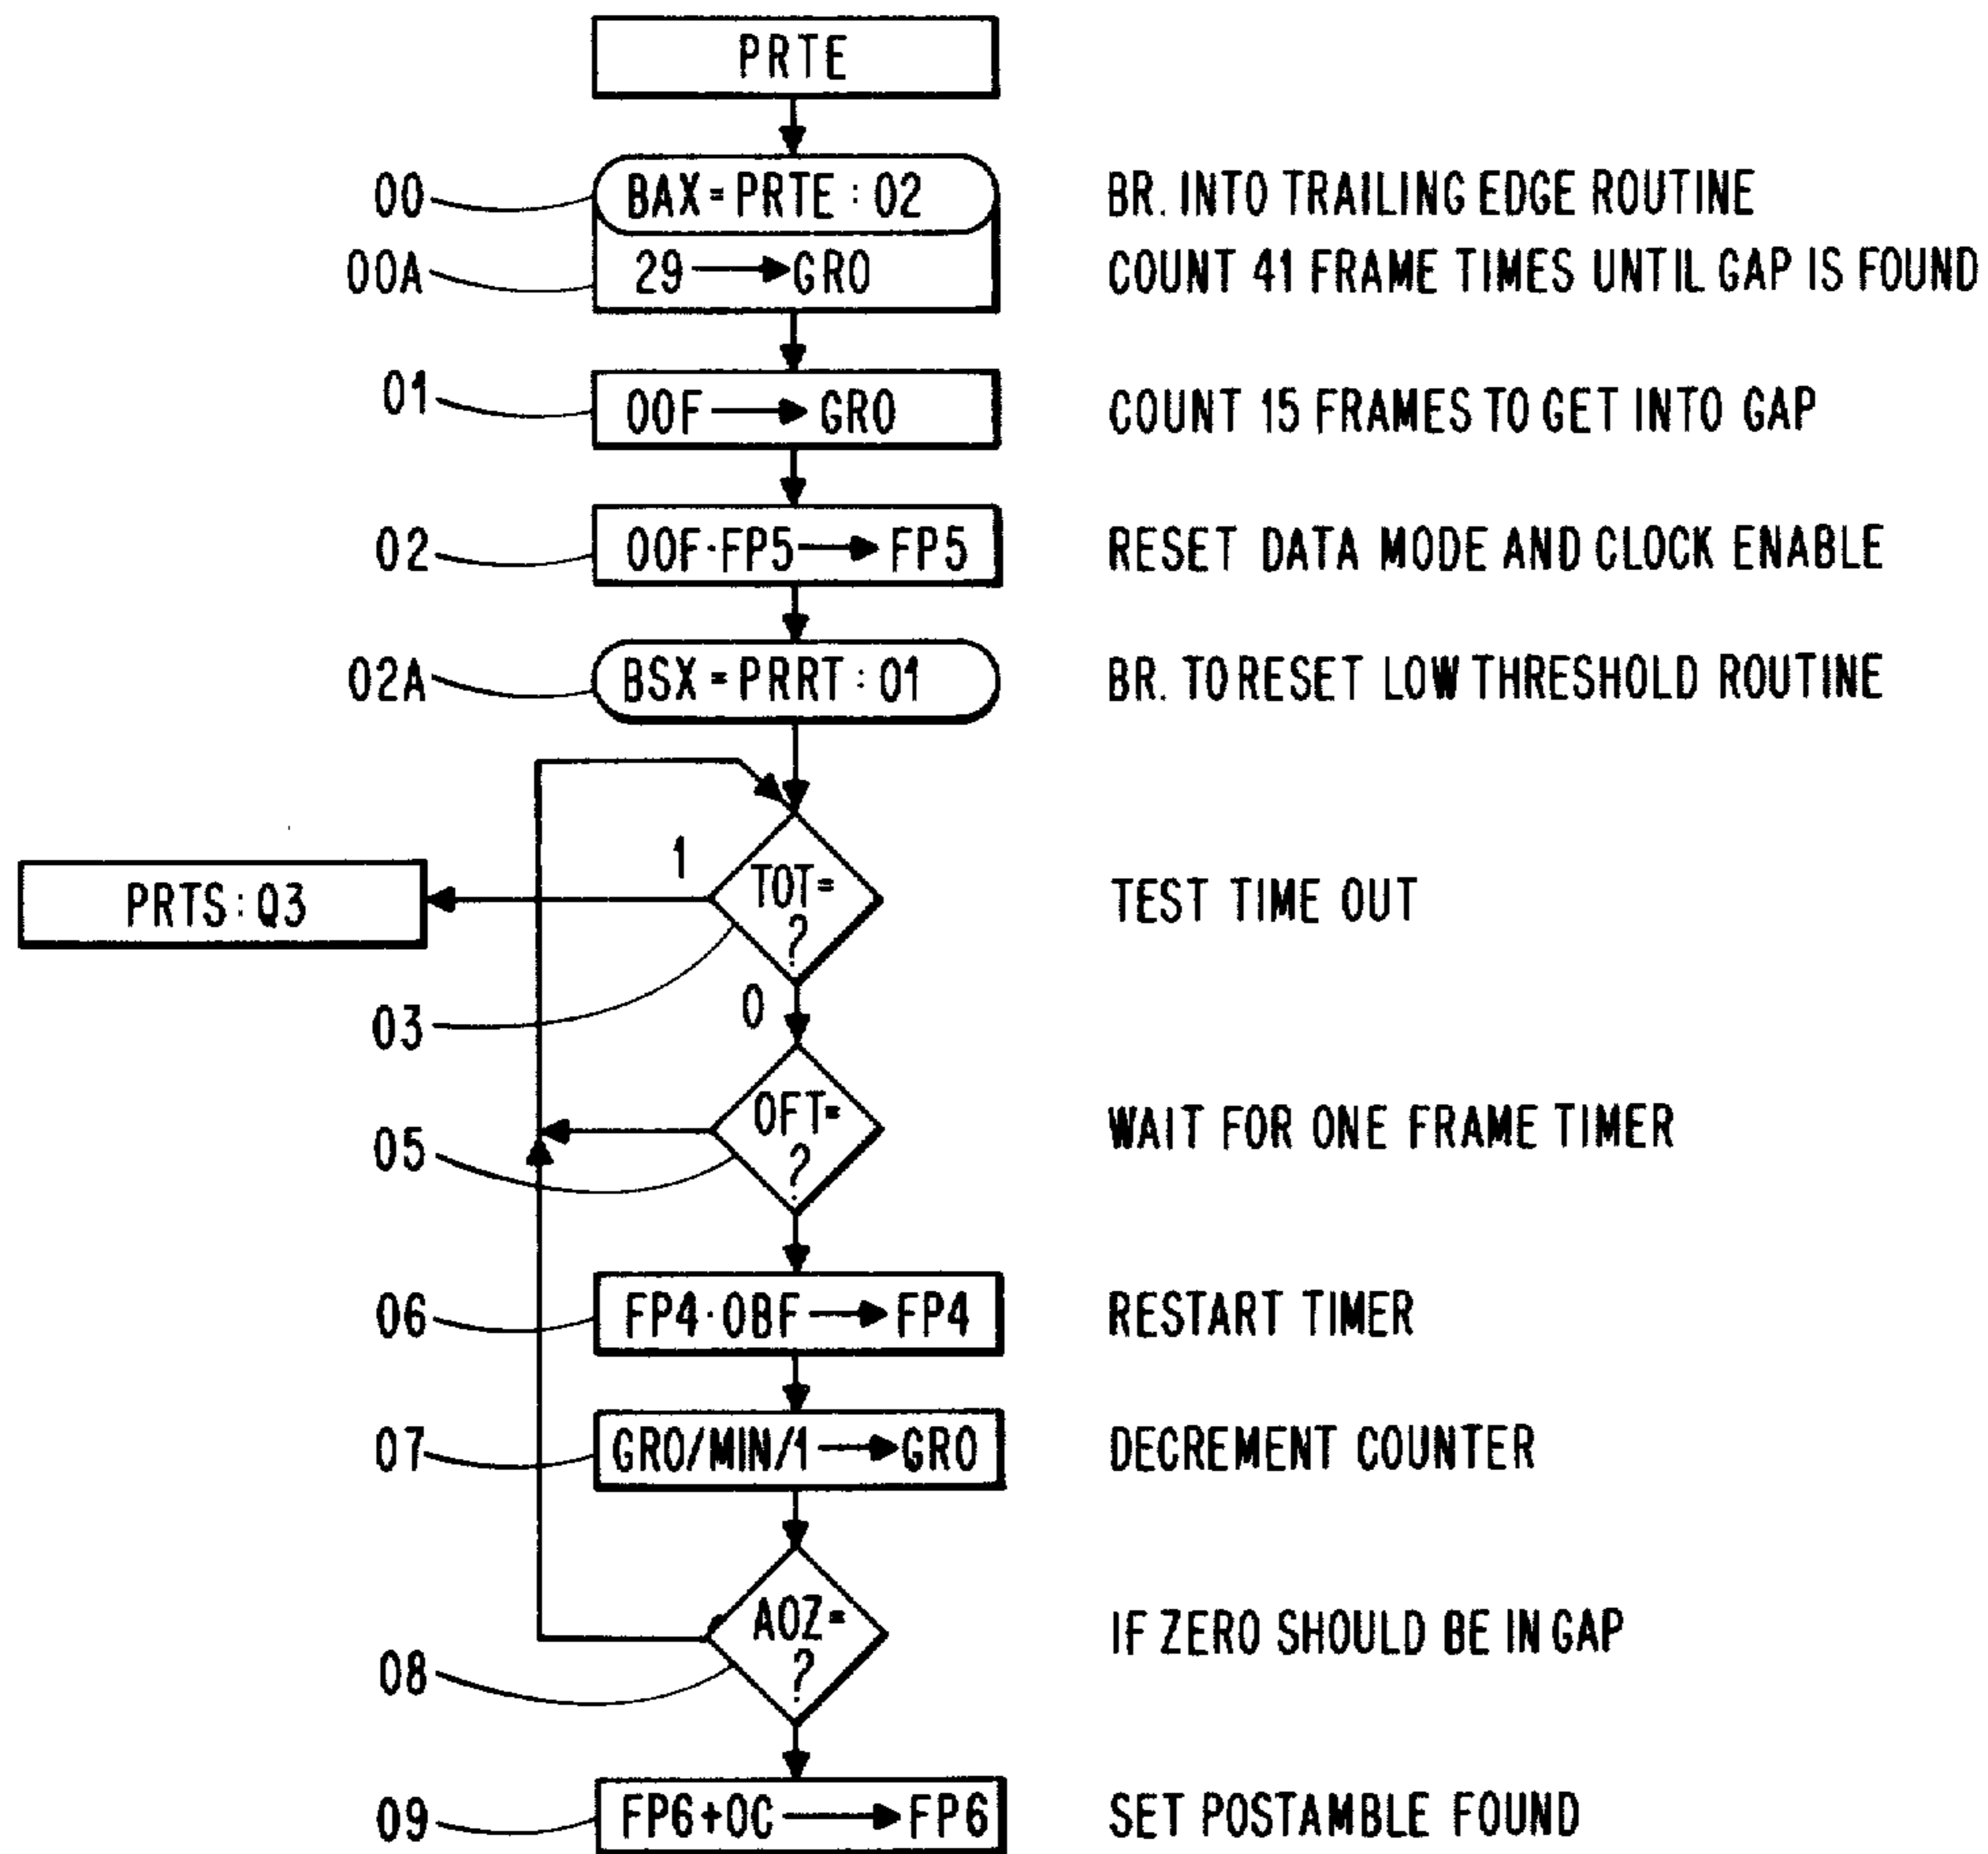 PRTE
00 BAX=PRTE:02 BR. INTO TRAILING EDGE ROUTINE
00A 29 → GR0 COUNT 41 FRAME TIMES UNTIL GAP IS FOUND
01 00F → GR0 COUNT 15 FRAMES TO GET INTO GAP
02 00F·FP5 → FP5 RESET DATA MODE AND CLOCK ENABLE
02A BSX=PRRT:01 BR. TO RESET LOW THRESHOLD ROUTINE
PRTS:Q3 1 TOT= TEST TIME OUT
?
03 0
OFT= WAIT FOR ONE FRAME TIMER
05 ?
06 FP4·0BF → FP4 RESTART TIMER
07 GR0/MIN/1 → GR0 DECREMENT COUNTER
AOZ= IF ZERO SHOULD BE IN GAP
08 ?
09 FP6+0C → FP6 SET POSTAMBLE FOUND